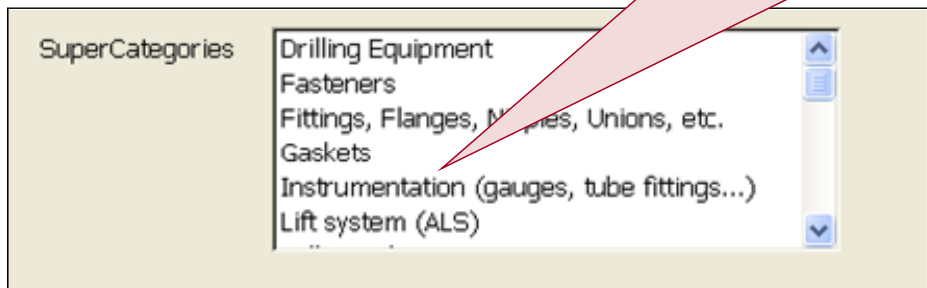 SuperCategories
Drilling Equipment
Fasteners
Fittings, Flanges, Unions, etc.
Gaskets
Instrumentation (gauges, tube fittings...)
Lift system (ALS)